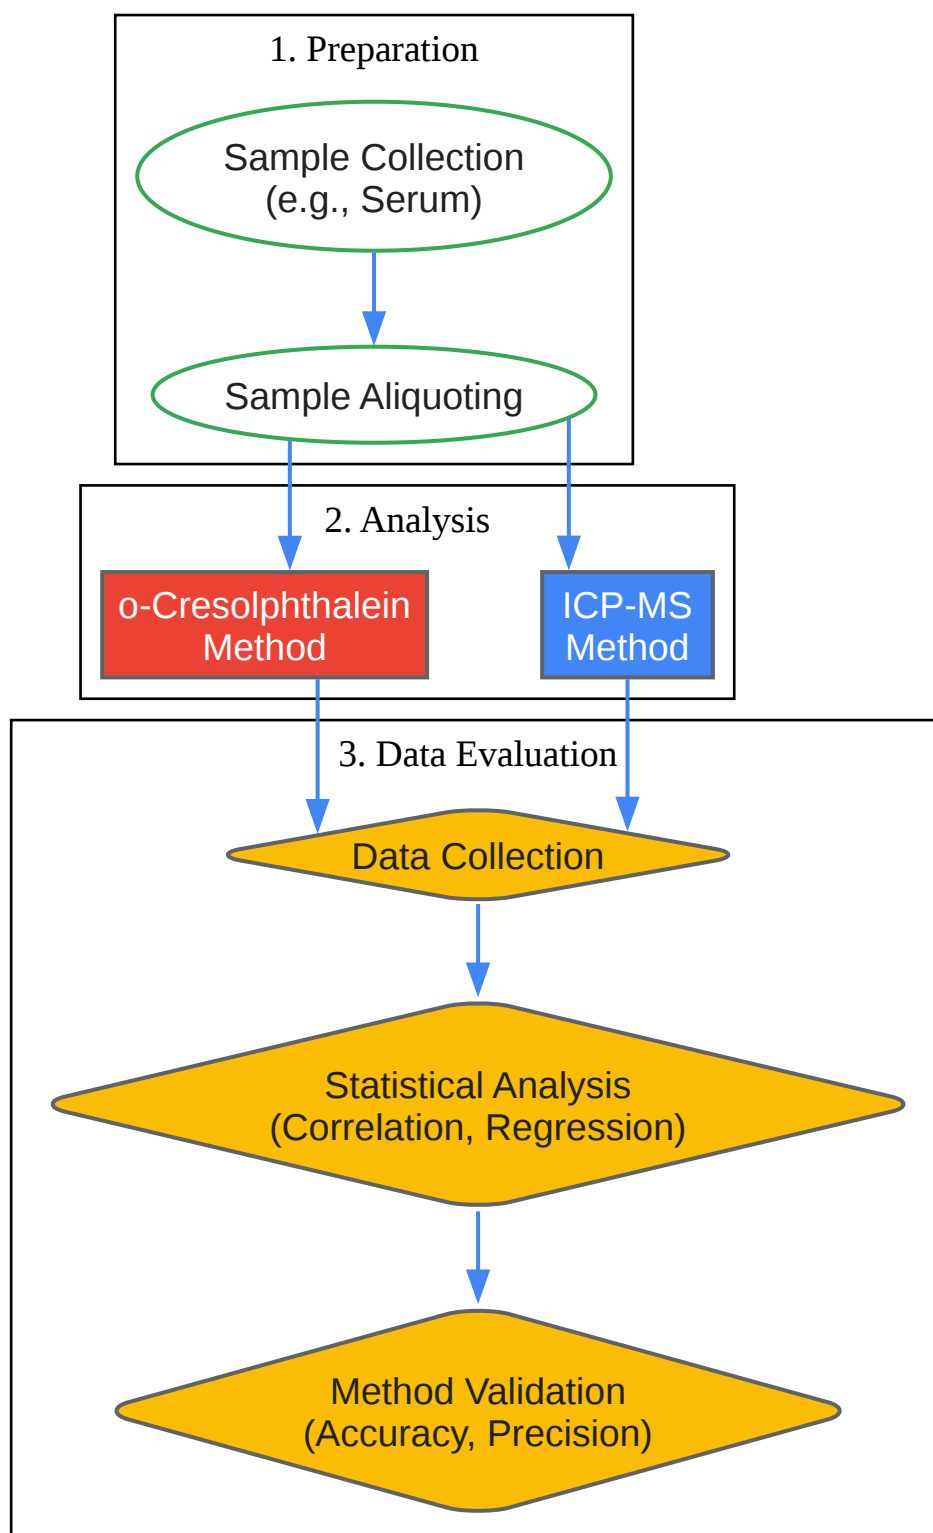 1. Preparation
Sample Collection
(e.g., Serum)
Sample Aliquoting
2. Analysis
o-Cresolphthalein
Method
ICP-MS
Method
3. Data Evaluation
Data Collection
Statistical Analysis
(Correlation, Regression)
Method Validation
(Accuracy, Precision)